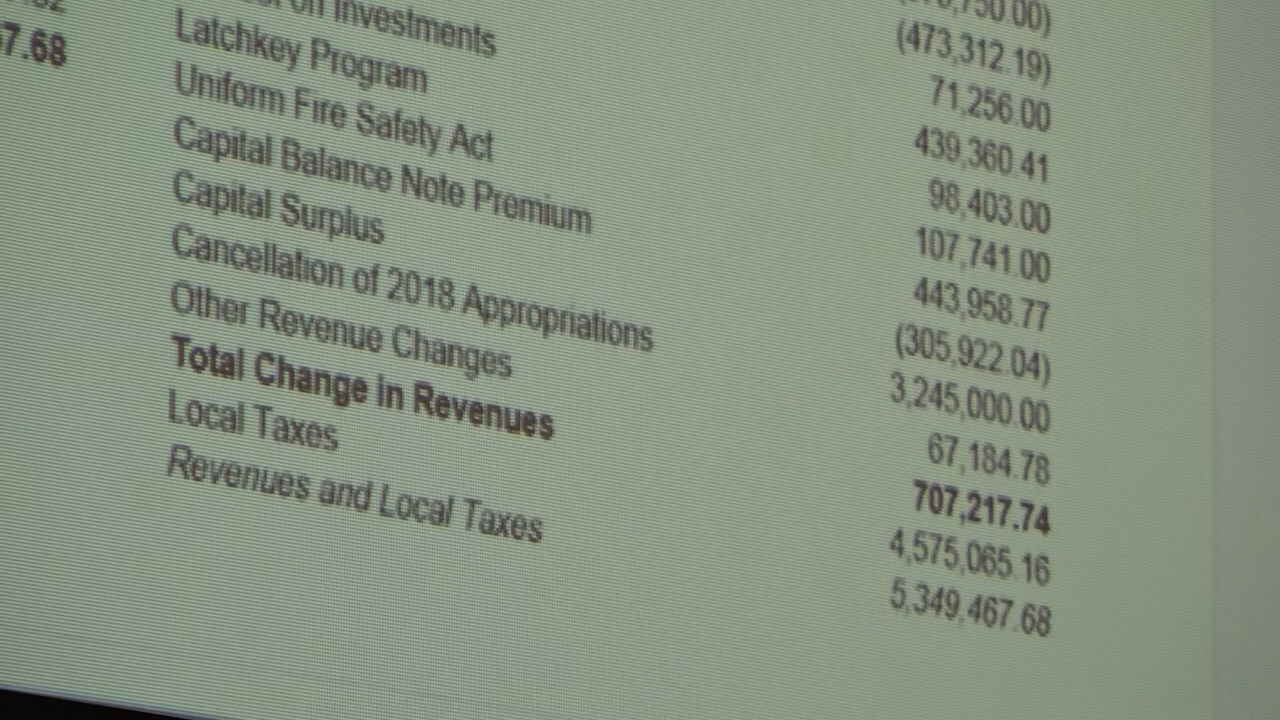 750.00)
(473,312.19)
71,256.00
on Investments 439,360.41
7.68 Latchkey Program 98,403.00
Uniform Fire Safety Act 107,741.00
Capital Balance Note Premium 443,958.77
Capital Surplus (305,922.04)
Cancellation of 2018 Appropriations 3,245,000.00
Other Revenue Changes 67,184.78
Total Change in Revenues 707,217.74
Local Taxes 4,575,065.16
Revenues and Local Taxes 5,349,467.68